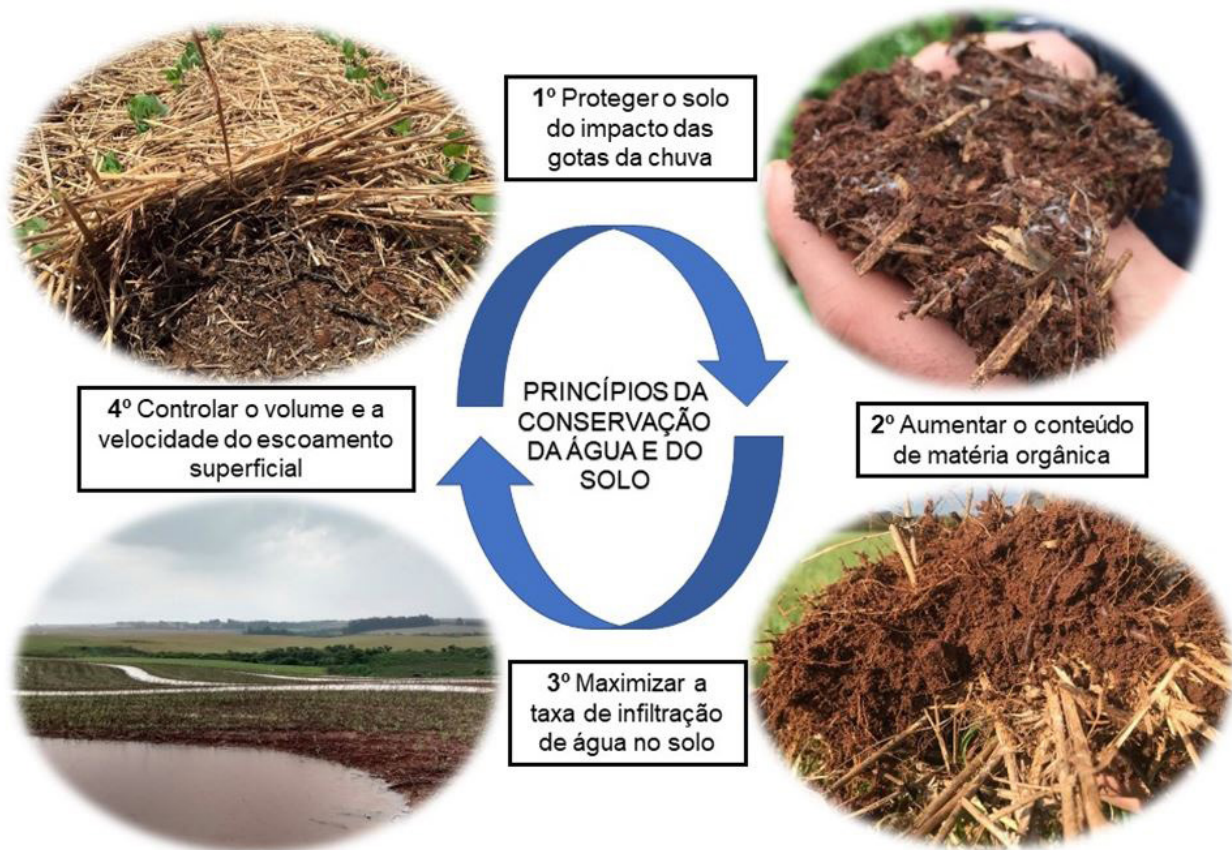 1º Proteger o solo
do impacto das
gotas da chuva
2º Aumentar o conteúdo
de matéria orgânica
3º Maximizar a
taxa de infiltração
de água no solo
4º Controlar o volume e a
velocidade do escoamento
superficial
PRINCÍPIOS DA
CONSERVAÇÃO
DA ÁGUA E DO
SOLO